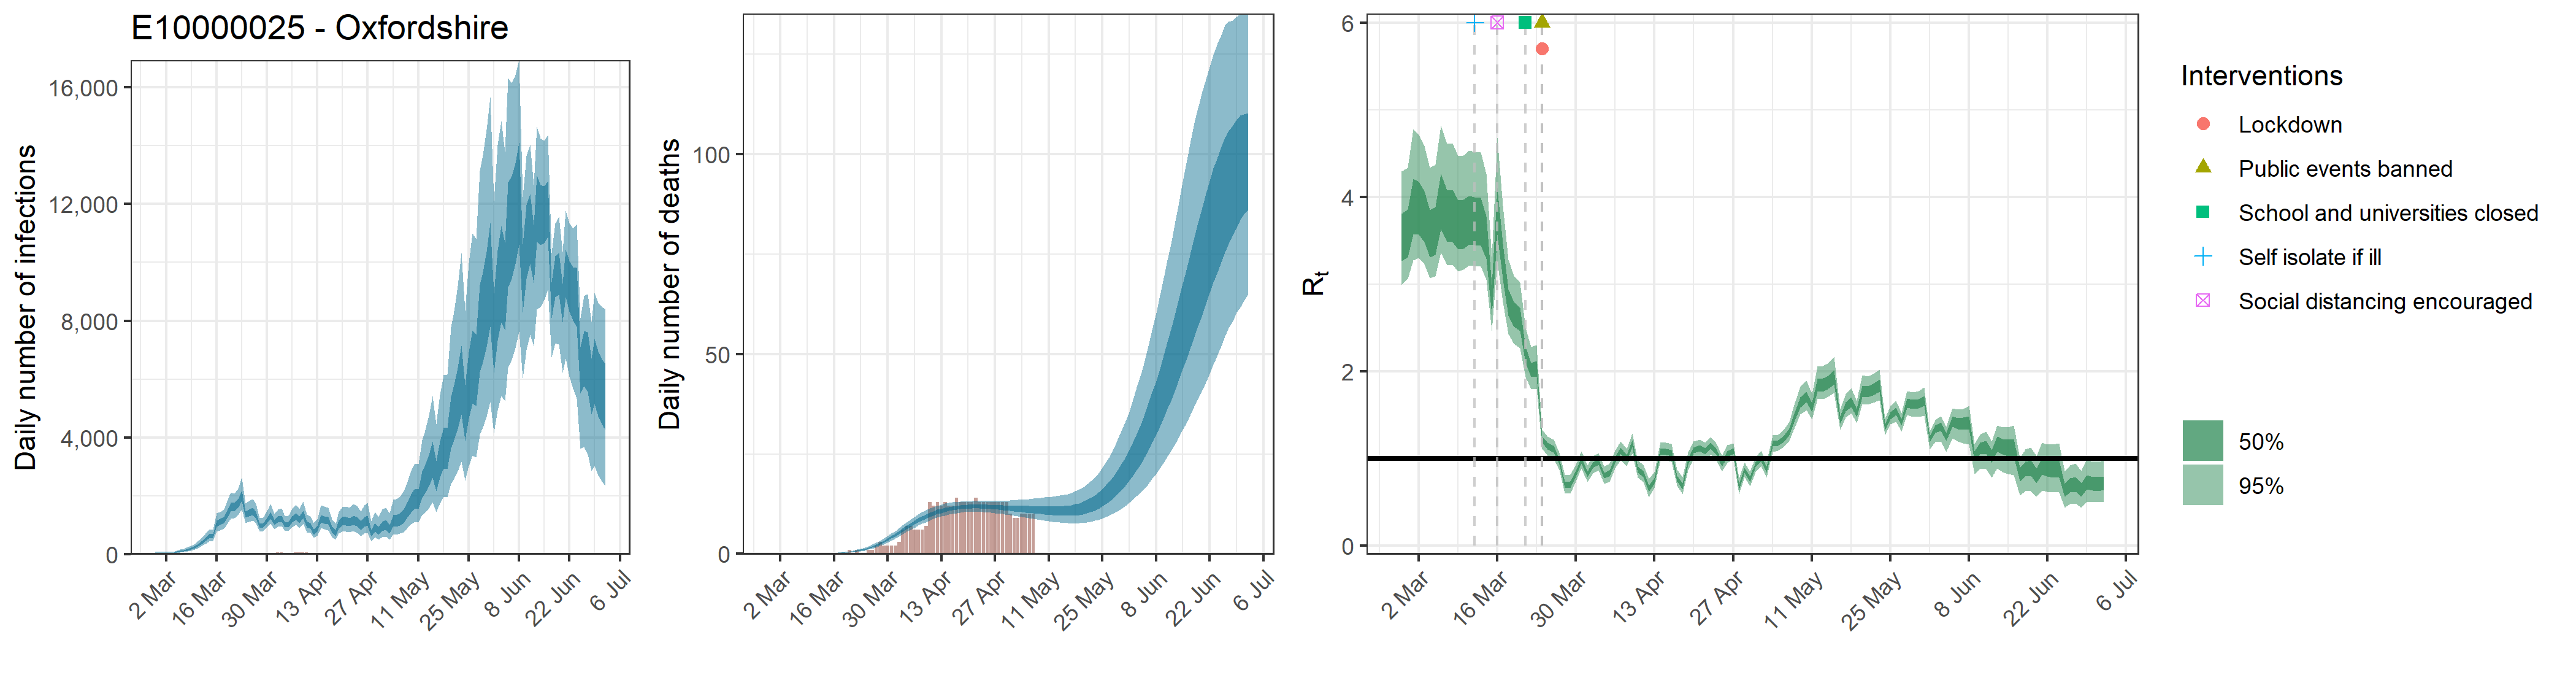 E10000025 - Oxfordshire
Daily number of infections
16,000
12,000
8,000
4,000
0
2 Mar
16 Mar
30 Mar
13 Apr
27 Apr
11 May
25 May
8 Jun
22 Jun
6 Jul
Daily number of deaths
100
50
0
2 Mar
16 Mar
30 Mar
13 Apr
27 Apr
11 May
25 May
8 Jun
22 Jun
6 Jul
Rt
6
4
2
0
2 Mar
16 Mar
30 Mar
13 Apr
27 Apr
11 May
25 May
8 Jun
22 Jun
6 Jul
Interventions
Lockdown
Public events banned
School and universities closed
Self isolate if ill
Social distancing encouraged
50%
95%